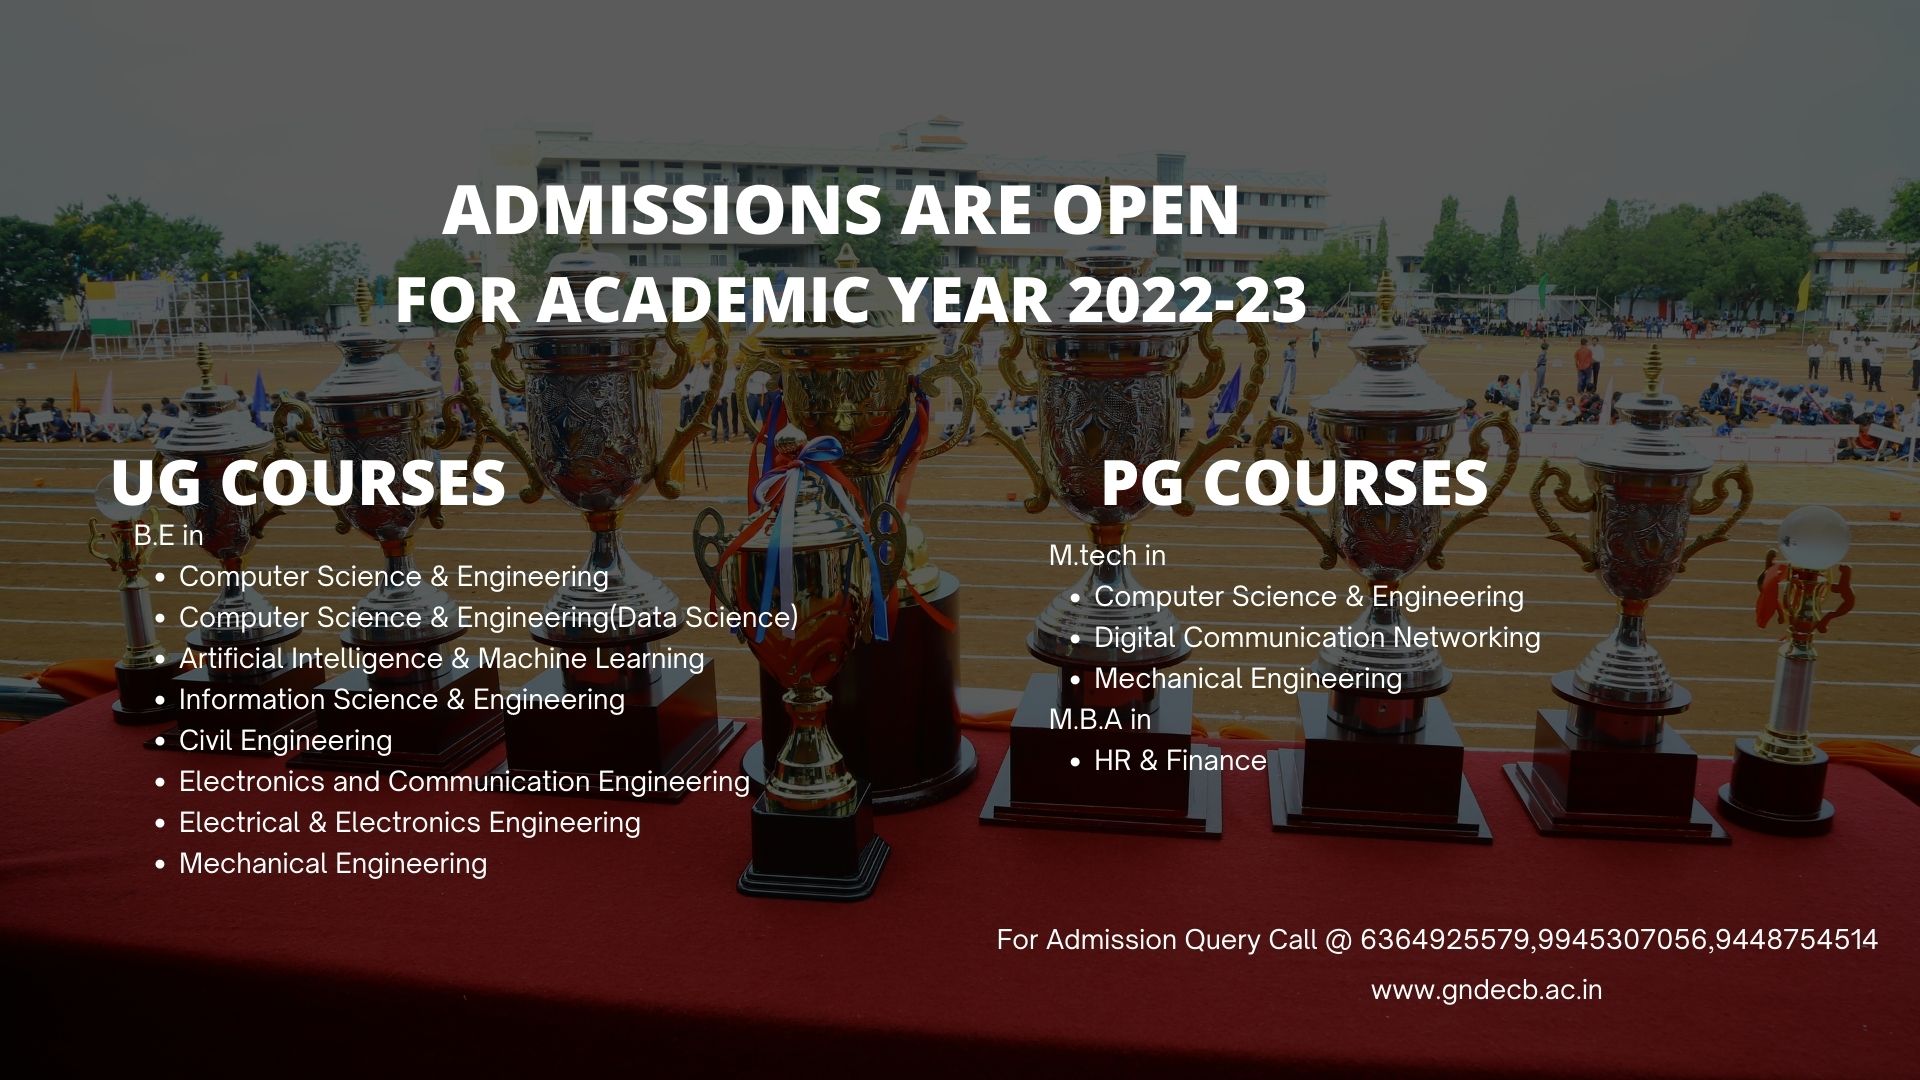 ADMISSIONS ARE OPEN
FOR ACADEMIC YEAR 2022-23
UG COURSES
B.E in
• Computer Science & Engineering
• Computer Science & Engineering(Data Science)
• Artificial Intelligence & Machine Learning
• Information Science & Engineering
• Civil Engineering
• Electronics and Communication Engineering
• Electrical & Electronics Engineering
• Mechanical Engineering
PG COURSES
M.tech in
• Computer Science & Engineering
• Digital Communication Networking
• Mechanical Engineering
M.B.A in
• HR & Finance
For Admission Query Call @ 6364925579,9945307056,9448754514
www.gndecb.ac.in